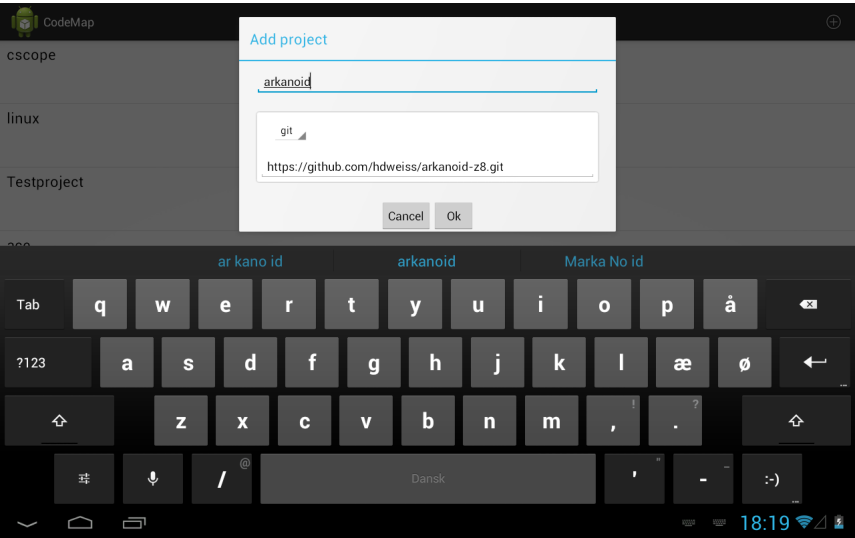 CodeMap
cscope
linux
Testproject
Add project
arkanoid
git
https://github.com/hdweiss/arkanoid-z8.git
Cancel Ok
ar kano id arkanoid Marka No id
Tab q w e r t y u i o p å
?123 a s d f g h j k l æ ø ...
z x c v b n m , ! . ?
/ @ Dansk ' " - _ :-) ...
18:19